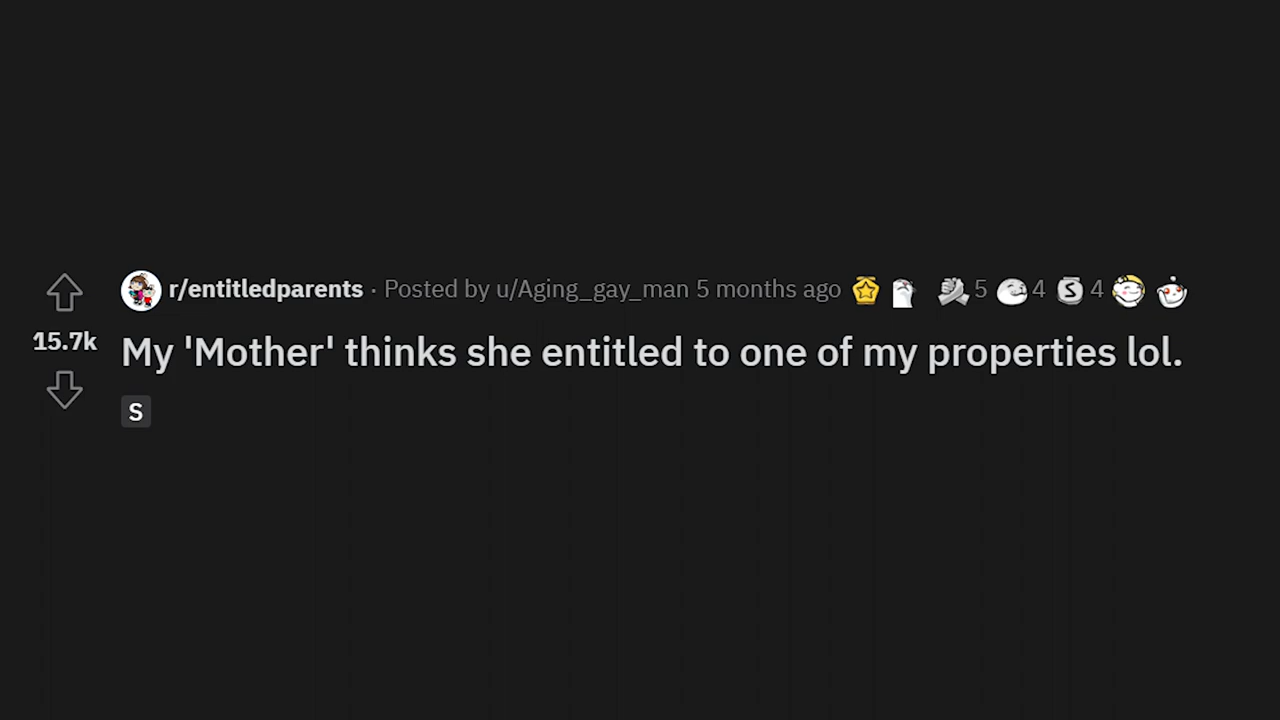 r/entitledparents · Posted by u/Aging_gay_man 5 months ago 5 4 S 4
15.7k
My 'Mother' thinks she entitled to one of my properties lol.
S